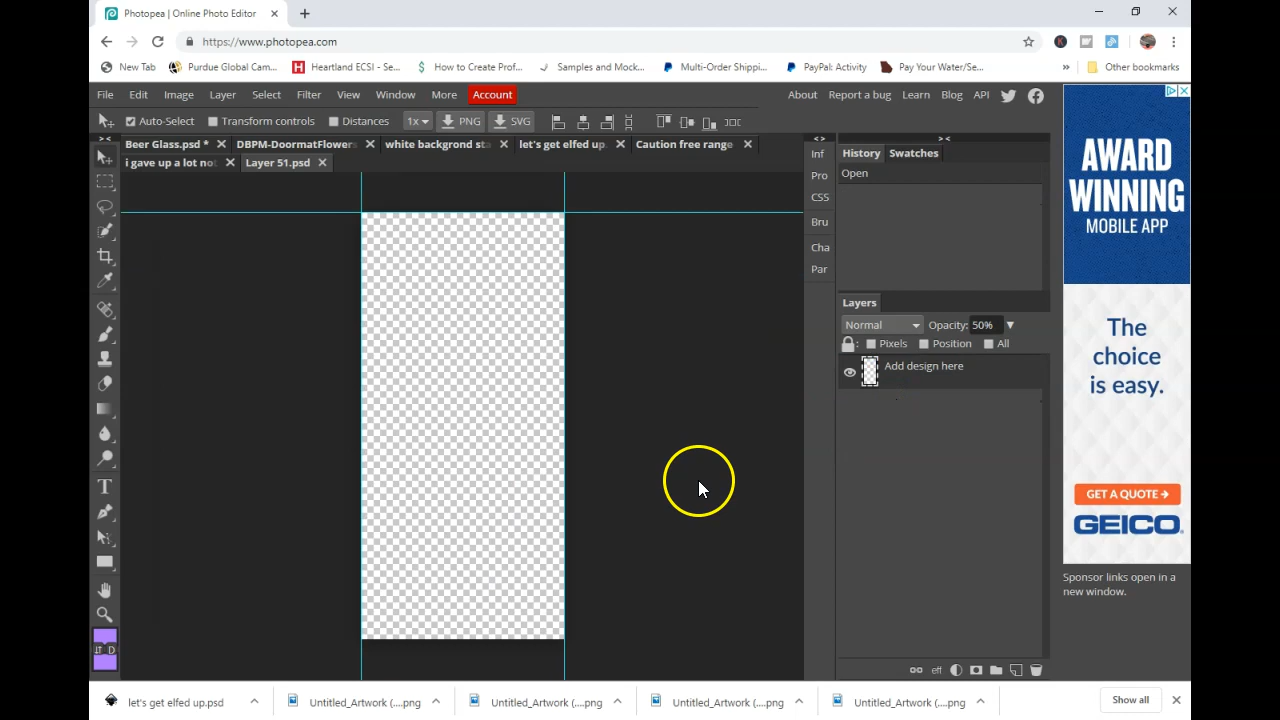 Photopea | Online Photo Editor
https://www.photopea.com
New Tab
Purdue Global Cam...
Heartland ECSI - Se...
How to Create Prof...
Samples and Mock...
Multi-Order Shippi...
PayPal: Activity
Pay Your Water/Se...
Other bookmarks
File Edit Image Layer Select Filter View Window More Account
About Report a bug Learn Blog API
Auto-Select Transform controls Distances 1x PNG SVG
Beer Glass.psd * DBPM-DoormatFlowers white backgrond sta let's get elfed up. Caution free range
i gave up a lot not Layer 51.psd
Inf
Pro
CSS
Bru
Cha
Par
History Swatches
Open
Layers
Normal Opacity: 50%
Pixels Position All
Add design here
eff
AWARD
WINNING
MOBILE APP
The
choice
is easy.
GET A QUOTE
GEICO
Sponsor links open in a
new window.
let's get elfed up.psd
Untitled_Artwork (....png
Untitled_Artwork (....png
Untitled_Artwork (....png
Untitled_Artwork (....png
Show all